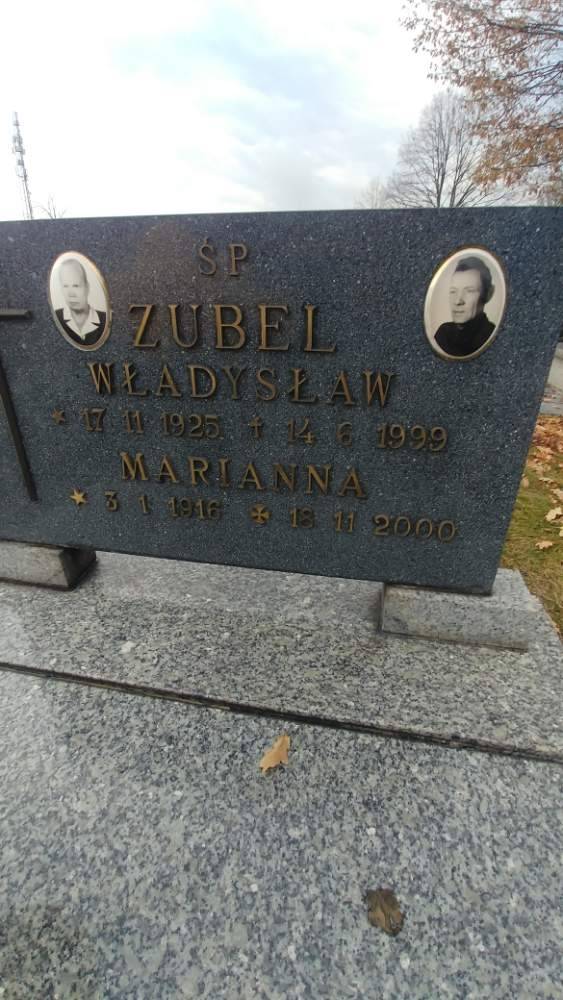 ŚP
ZUBEL
WŁADYSŁAW
17 11 1925 14 6 1999
MARIANNA
3 1 1916 18 11 2000